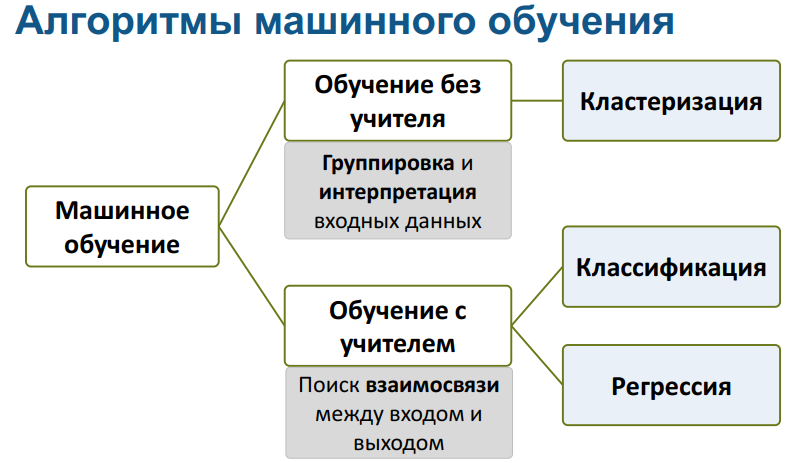 Алгоритмы машинного обучения
Машинное
обучение
Обучение без
учителя
Группировка и
интерпретация
входных данных
Кластеризация
Обучение с
учителем
Поиск взаимосвязи
между входом и
выходом
Классификация
Регрессия